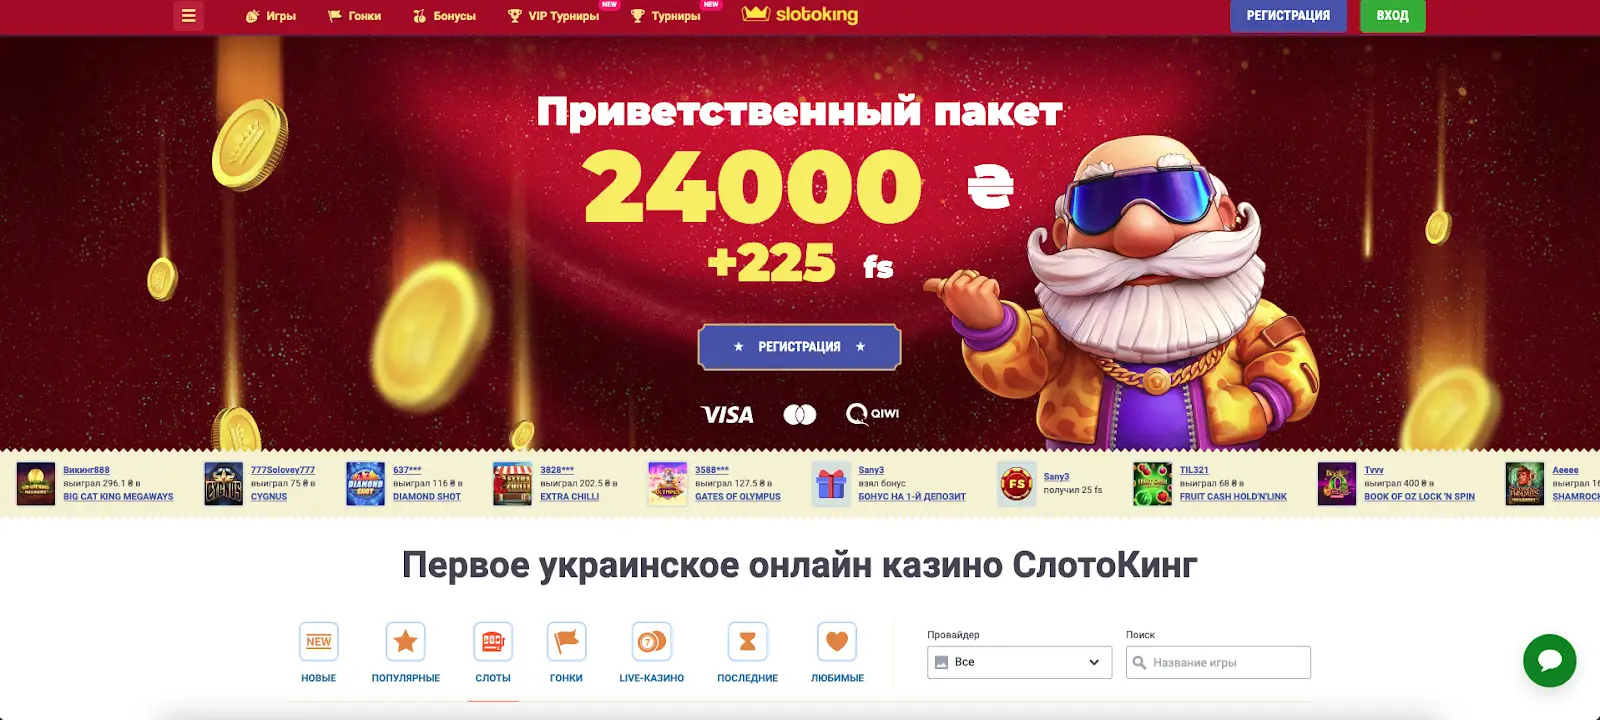 Игры
Гонки
Бонусы
VIP Турниры
NEW
Турниры
NEW
slotoking
РЕГИСТРАЦИЯ
ВХОД
Приветственный пакет
24000 ₴
+225 fs
РЕГИСТРАЦИЯ
VISA
QIWI
Викинг888
выиграл 296.1 ₴ в
BIG CAT KING MEGAWAYS
777Solovey777
выиграл 75 ₴ в
CYGNUS
637***
выиграл 116 ₴ в
DIAMOND SHOT
3828***
выиграл 202.5 ₴ в
EXTRA CHILLI
3588***
выиграл 127.5 ₴ в
GATES OF OLYMPUS
Sany3
взял бонус
БОНУС НА 1-Й ДЕПОЗИТ
FS
Sany3
получил 25 fs
TIL321
выиграл 68 ₴ в
FRUIT CASH HOLD'N'LINK
Tvvv
выиграл 400 ₴ в
BOOK OF OZ LOCK 'N SPIN
Aeeee
выиграл 16
SHAMROCK
Первое украинское онлайн казино СлотоКинг
NEW
НОВЫЕ
ПОПУЛЯРНЫЕ
СЛОТЫ
ГОНКИ
7
LIVE-КАЗИНО
ПОСЛЕДНИЕ
ЛЮБИМЫЕ
Провайдер
Все
Поиск
Название игры